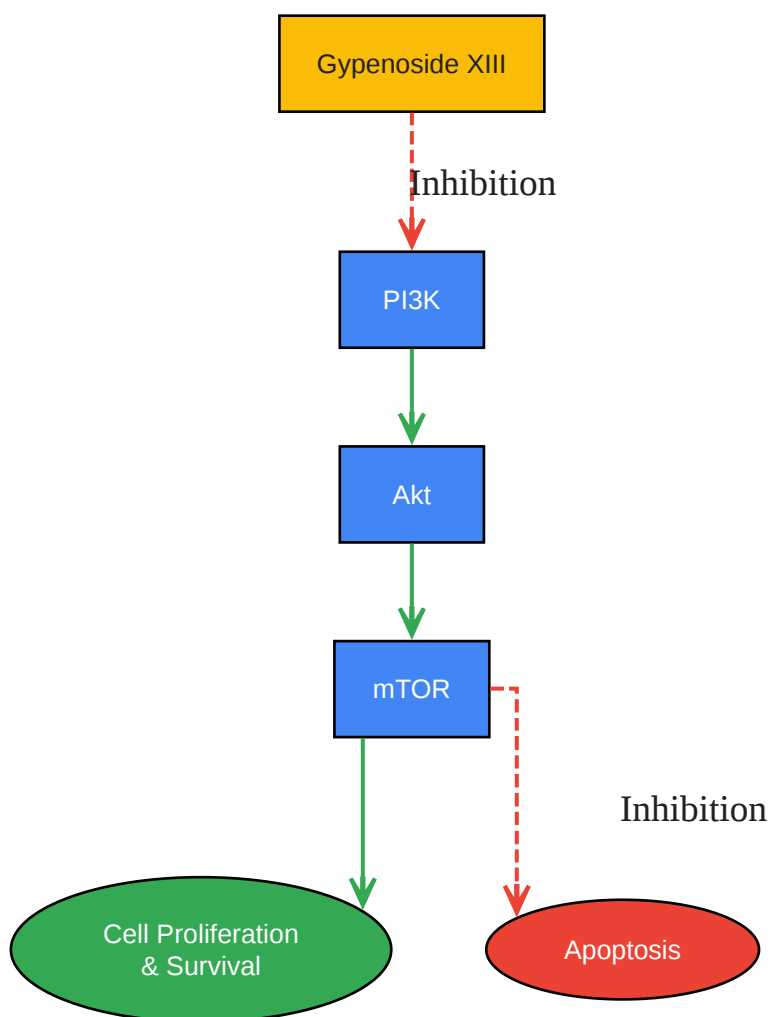 Gypenoside XIII
Inhibition
PI3K
Akt
mTOR
Inhibition
Cell Proliferation
& Survival
Apoptosis